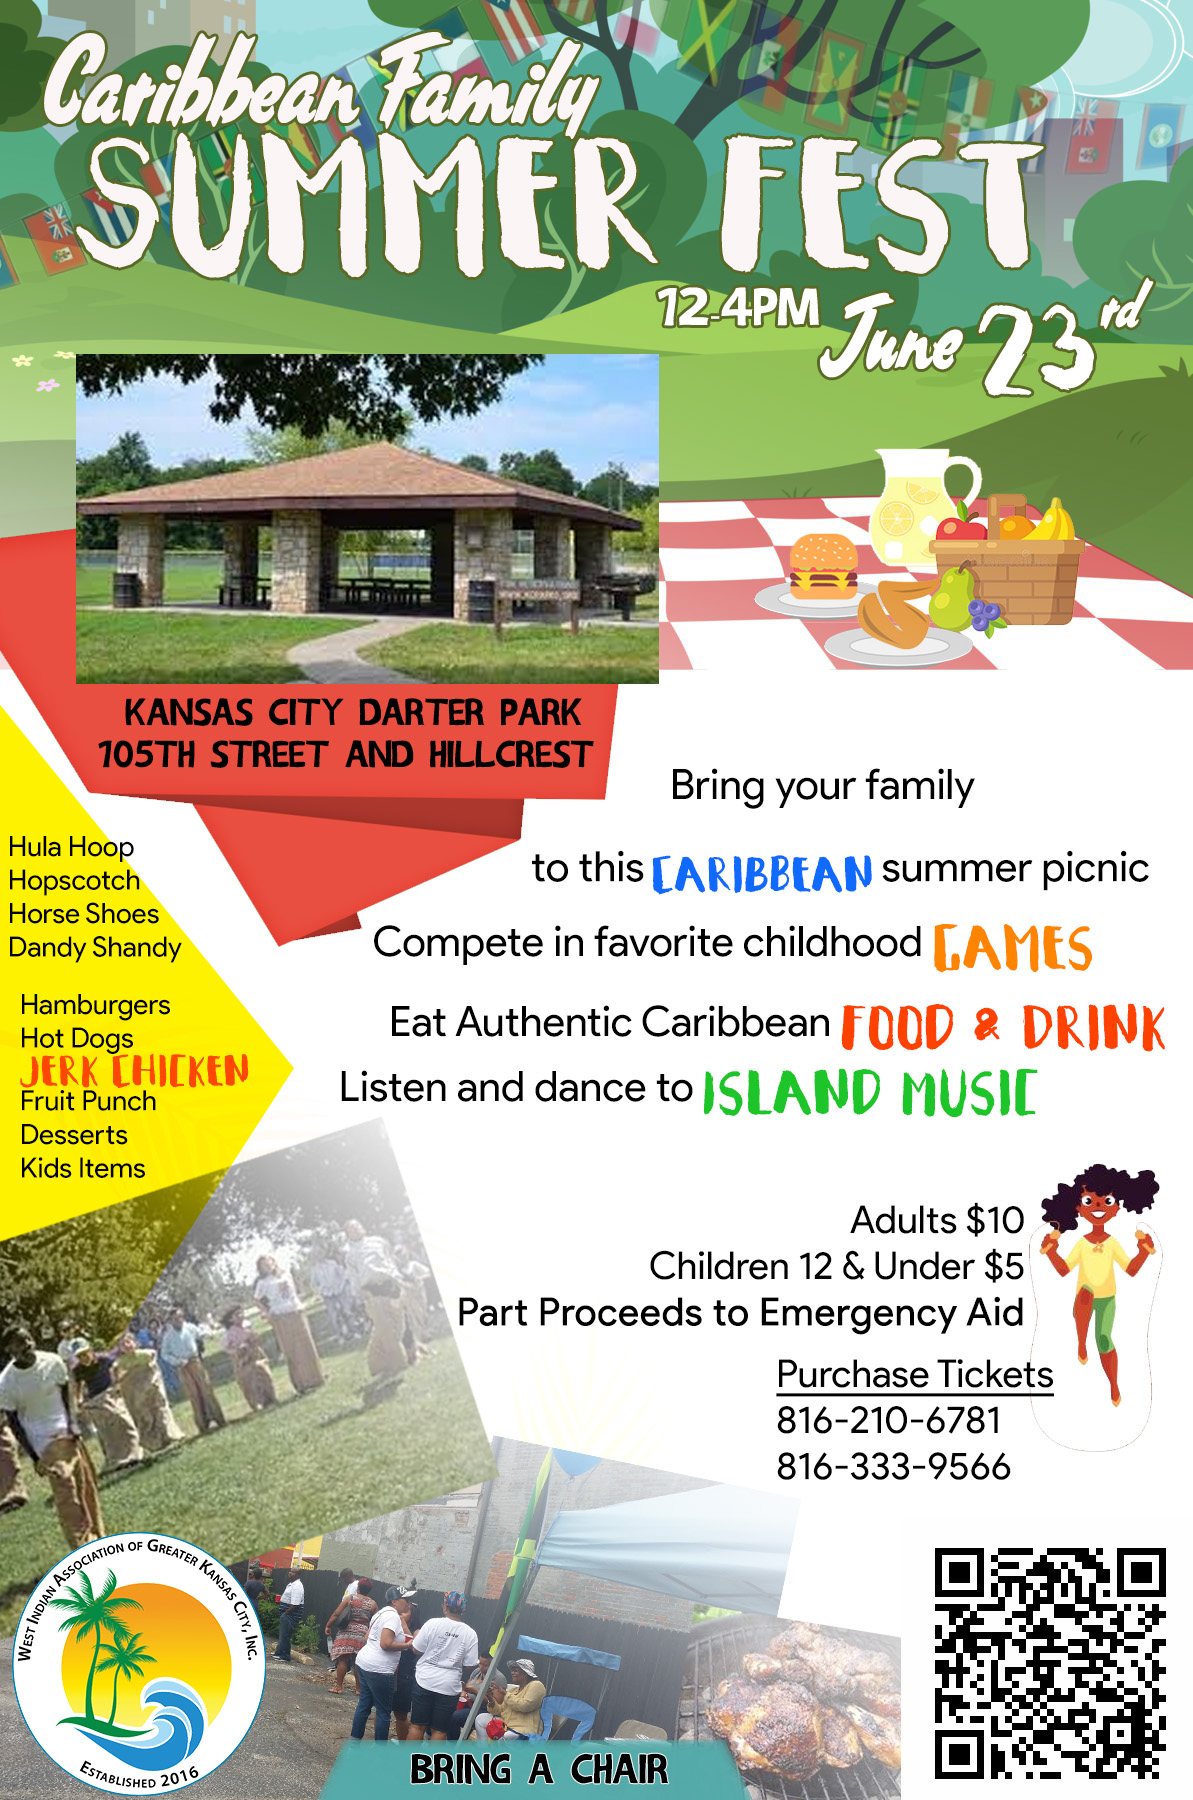 Caribbean Family
SUMMER FEST
12-4PM June 23rd
KANSAS CITY DARTER PARK
105TH STREET AND HILLCREST
Bring your family
to this CARIBBEAN summer picnic
Compete in favorite childhood GAMES
Eat Authentic Caribbean FOOD & DRINK
Listen and dance to ISLAND MUSIC
Hula Hoop
Hopscotch
Horse Shoes
Dandy Shandy
Hamburgers
Hot Dogs
JERK CHICKEN
Fruit Punch
Desserts
Kids Items
Adults $10
Children 12 & Under $5
Part Proceeds to Emergency Aid
Purchase Tickets
816-210-6781
816-333-9566
WEST INDIAN ASSOCIATION OF GREATER KANSAS CITY, INC.
ESTABLISHED 2016
BRING A CHAIR